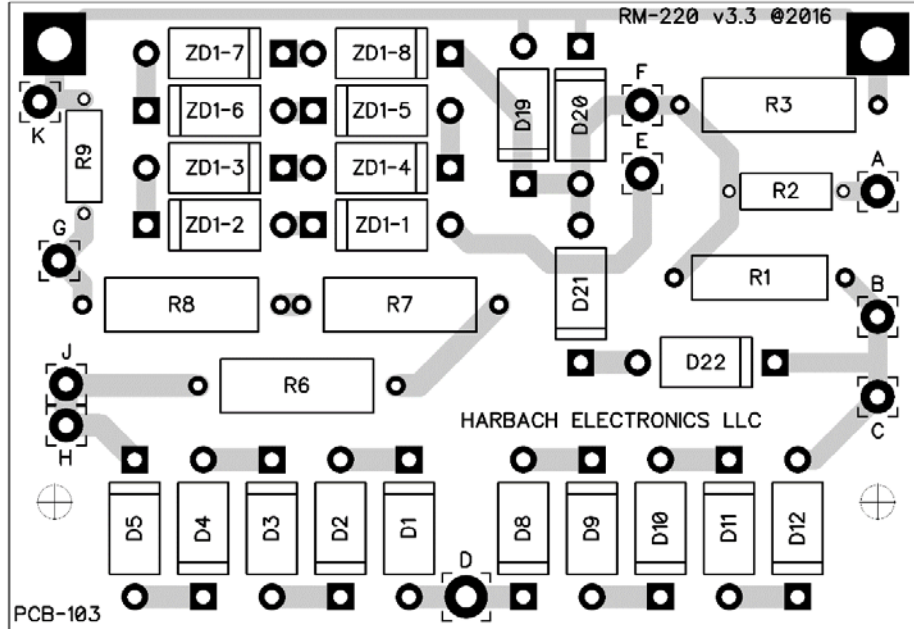 RM-220 v3.3 @2016
ZD1-7
ZD1-8
F
K
ZD1-6
ZD1-5
D19
D20
R3
R9
E
ZD1-3
ZD1-4
R2
A
G
ZD1-2
ZD1-1
D21
R1
B
R8
R7
J
R6
D22
HARBACH ELECTRONICS LLC
C
H
D5
D4
D3
D2
D1
D8
D9
D10
D11
D12
D
PCB-103